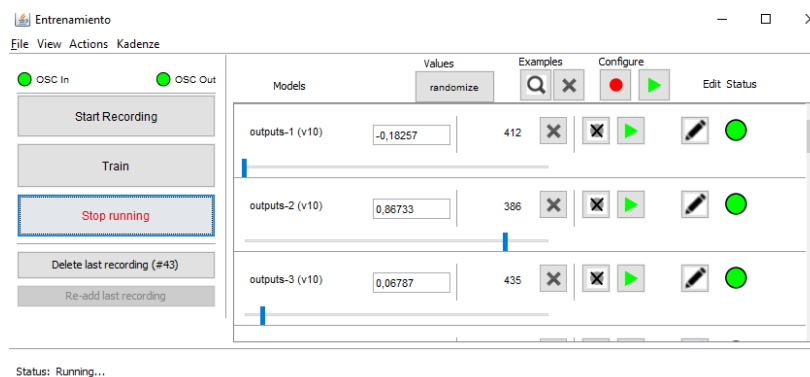 Entrenamiento
File View Actions Kadenze
OSC In OSC Out
Start Recording
Train
Stop running
Delete last recording (#43)
Re-add last recording
Values Examples Configure
Models randomize Edit Status
outputs-1 (v10) -0,18257 412
outputs-2 (v10) 0,86733 386
outputs-3 (v10) 0,06787 435
Status: Running...